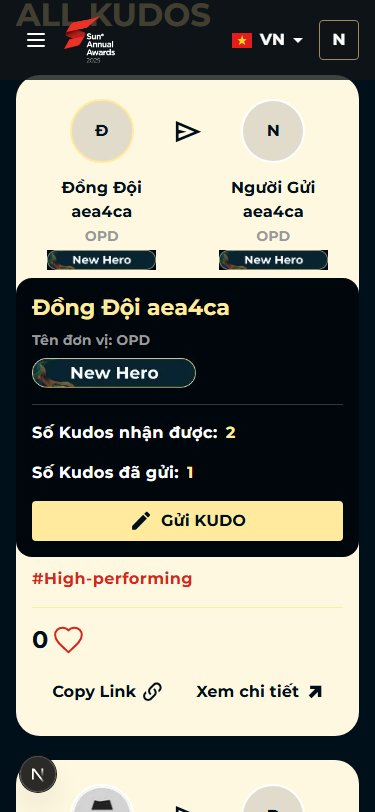 ALL KUDOS
Sun*
Annual
Awards
2025
VN
N
Đ
N
Đồng Đội
aea4ca
Người Gửi
aea4ca
OPD
OPD
New Hero
New Hero
Đồng Đội aea4ca
Tên đơn vị: OPD
New Hero
Số Kudos nhận được: 2
Số Kudos đã gửi: 1
Gửi KUDO
#High-performing
0
Copy Link
Xem chi tiết
N